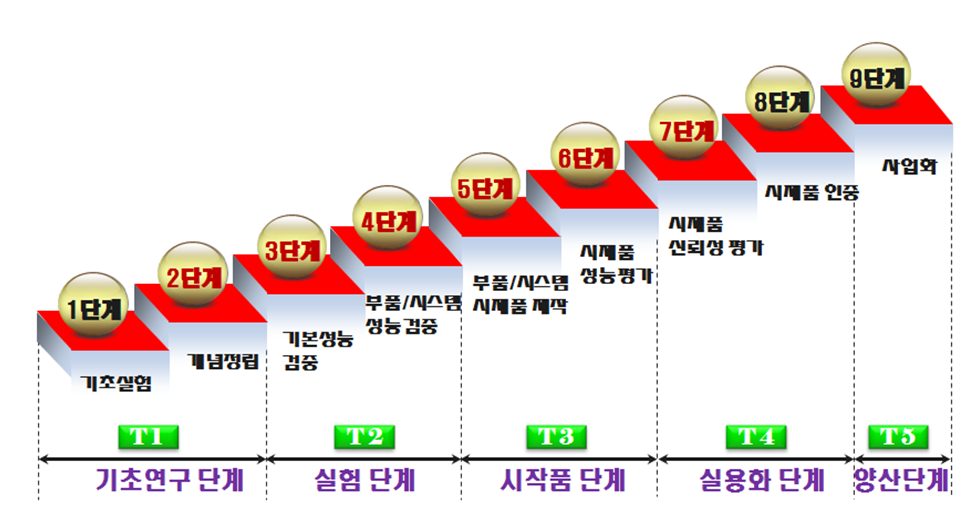 1단계
기초실험
2단계
개념정립
3단계
기본성능
검증
4단계
부품/시스템
성능검증
5단계
부품/시스템
시제품 제작
6단계
시제품
성능평가
7단계
시제품
신뢰성 평가
8단계
시제품 인증
9단계
사업화
T1
기초연구 단계
T2
실험 단계
T3
시작품 단계
T4
실용화 단계
T5
양산단계